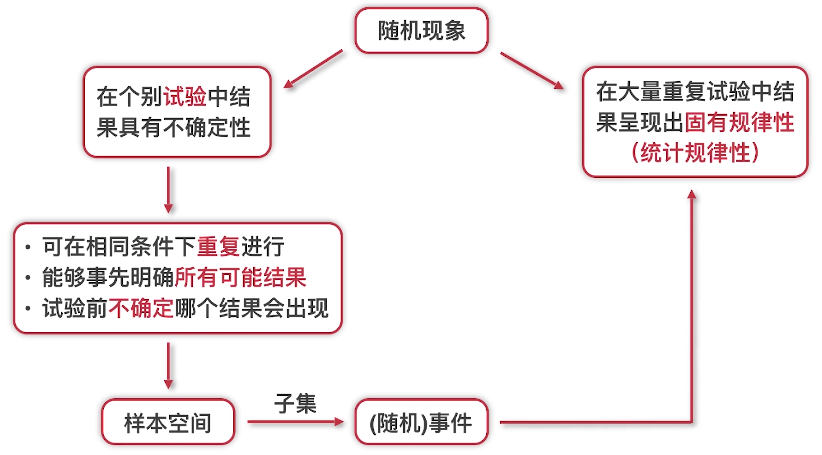 随机现象
在个别试验中结
果具有不确定性
在大量重复试验中结
果呈现出固有规律性
（统计规律性）
· 可在相同条件下重复进行
· 能够事先明确所有可能结果
· 试验前不确定哪个结果会出现
样本空间
子集
(随机)事件